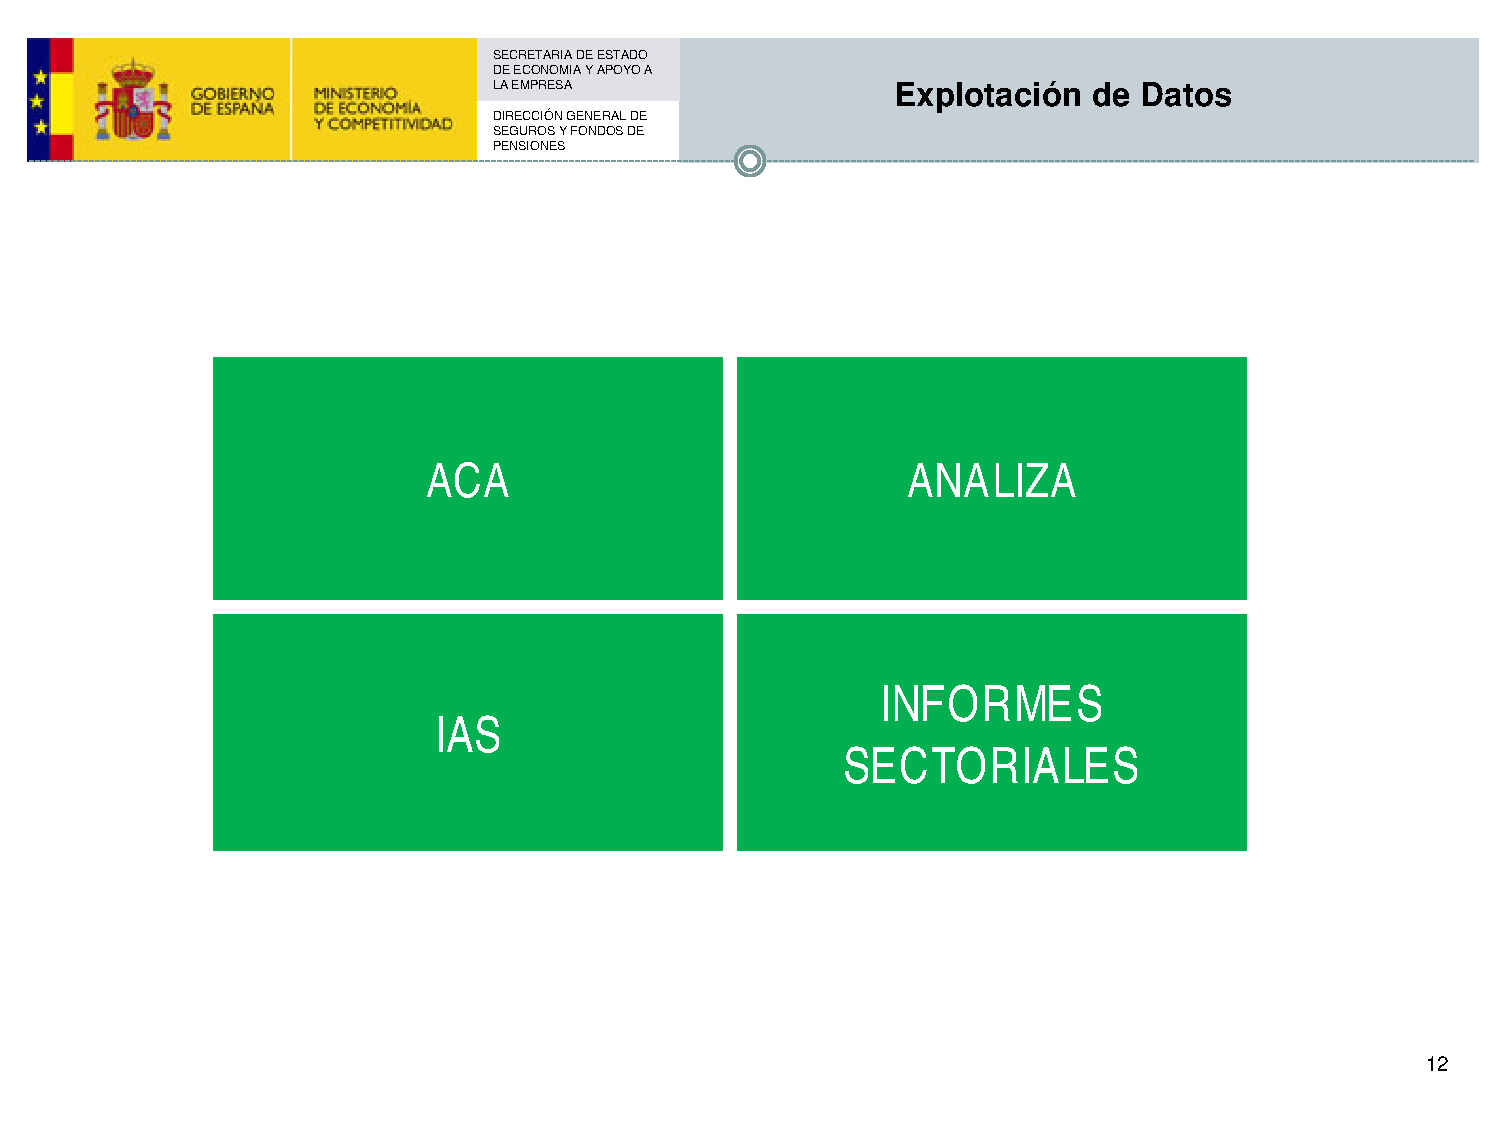 GOBIERNO
DE ESPAÑA
MINISTERIO
DE ECONOMÍA
Y COMPETITIVIDAD
SECRETARIA DE ESTADO
DE ECONOMIA Y APOYO A
LA EMPRESA
DIRECCIÓN GENERAL DE
SEGUROS Y FONDOS DE
PENSIONES
Explotación de Datos
ACA
ANALIZA
IAS
INFORMES
SECTORIALES
12